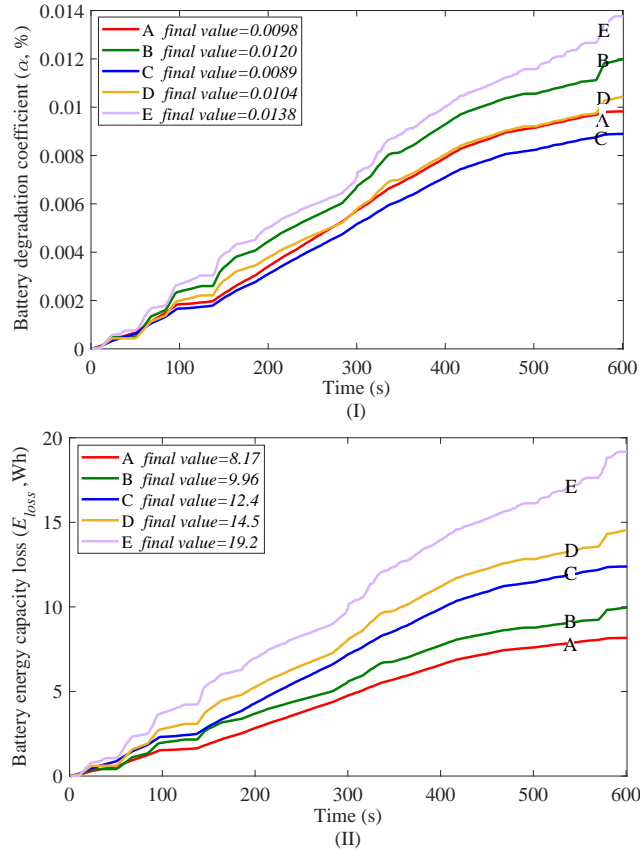 0.014
0.012
0.01
0.008
0.006
0.004
0.002
0
Battery degradation coefficient (α, %)
A final value=0.0098
B final value=0.0120
C final value=0.0089
D final value=0.0104
E final value=0.0138
E
B
D
A
C
0 100 200 300 400 500 600
Time (s)
(I)
20
15
10
5
0
Battery energy capacity loss (E_loss,Wh)
A final value=8.17
B final value=9.96
C final value=12.4
D final value=14.5
E final value=19.2
E
D
C
B
A
0 100 200 300 400 500 600
Time (s)
(II)